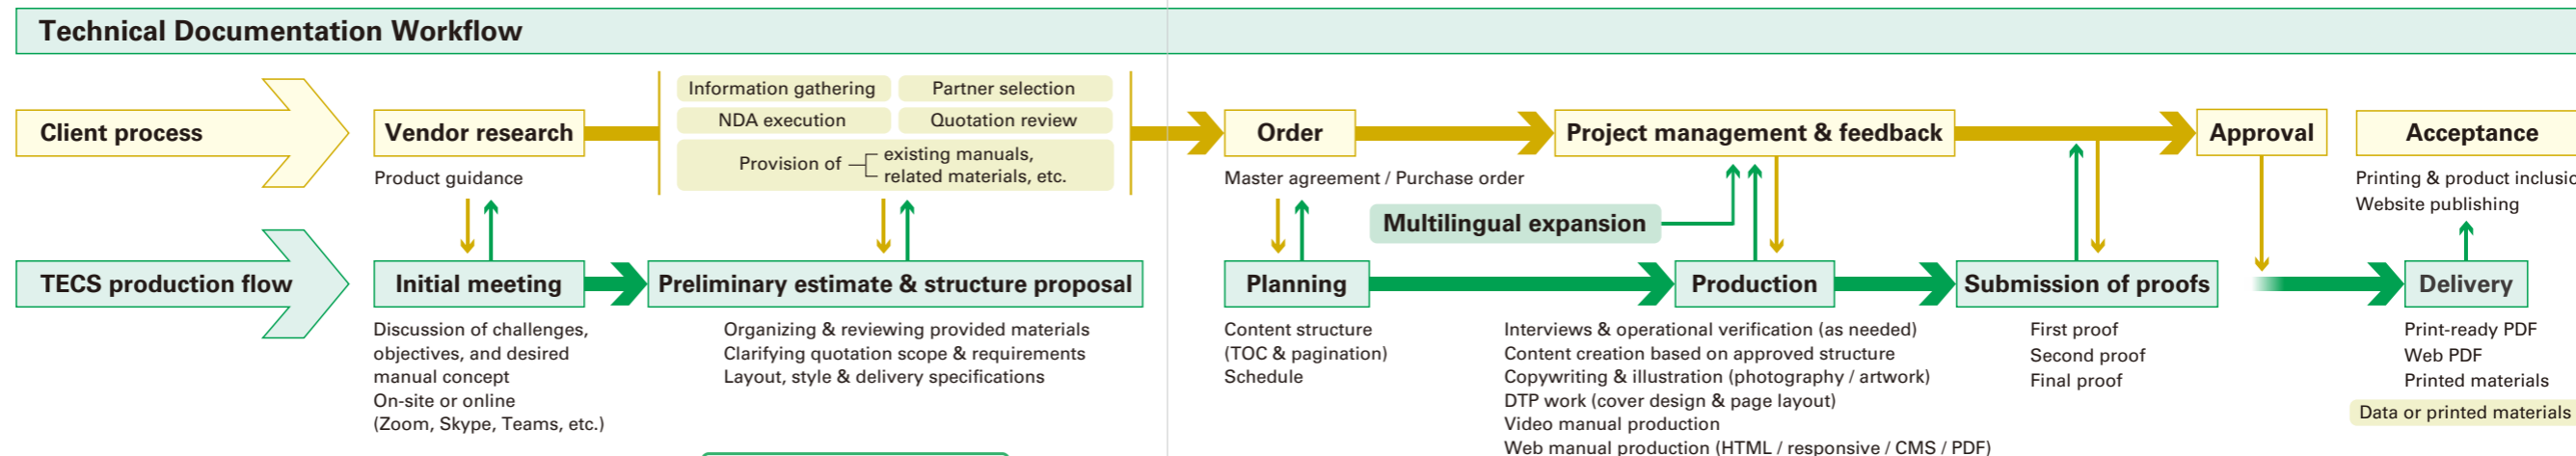 Technical Documentation Workflow
Client process
Vendor research
Product guidance
Information gathering
Partner selection
NDA execution
Quotation review
Provision of
existing manuals,
related materials, etc.
Order
Master agreement / Purchase order
Project management & feedback
Approval
Acceptance
Printing & product
Website publishing
Multilingual expansion
TECS production flow
Initial meeting
Discussion of challenges,
objectives, and desired
manual concept
On-site or online
(Zoom, Skype, Teams, etc.)
Preliminary estimate & structure proposal
Organizing & reviewing provided materials
Clarifying quotation scope & requirements
Layout, style & delivery specifications
Planning
Content structure
(TOC & pagination)
Schedule
Production
Interviews & operational verification (as needed)
Content creation based on approved structure
Copywriting & illustration (photography / artwork)
DTP work (cover design & page layout)
Video manual production
Web manual production (HTML / responsive / CMS / PDF)
Submission of proofs
First proof
Second proof
Final proof
Delivery
Print-ready PDF
Web PDF
Printed materials
Data or printed materials